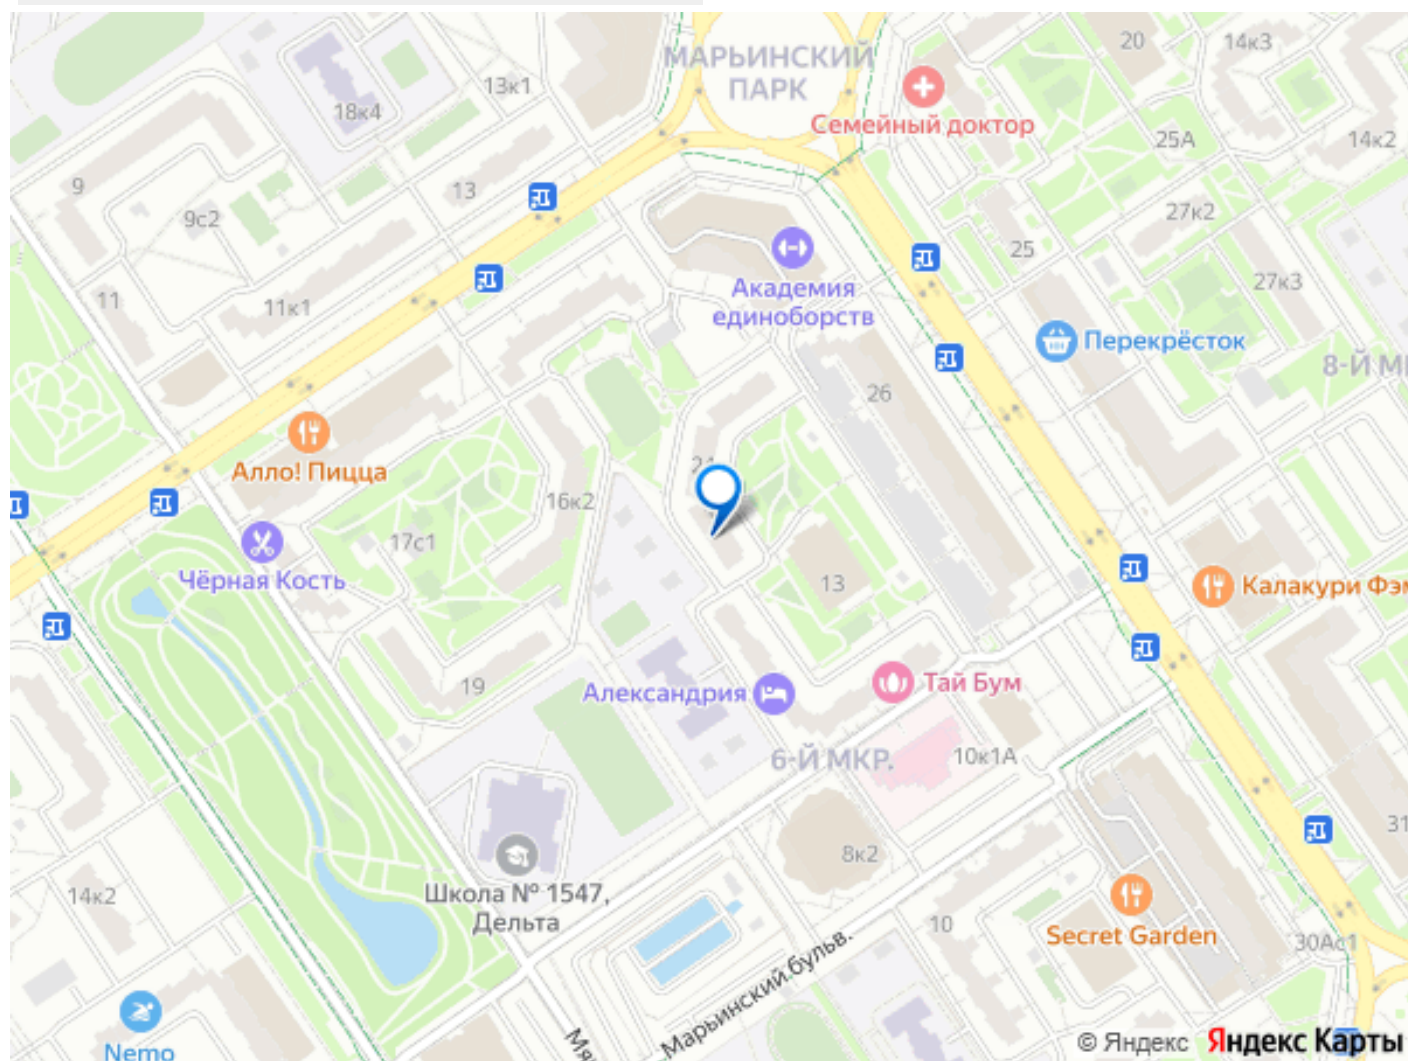 МАРЬИНСКИЙ
ПАРК
20
14к3
13к1
18к4
Семейный доктор
25А
14к2
9
13
9с2
27к2
25
Академия
единоборств
27к3
11
11к1
Перекрёсток
8-Й
26
Алло! Пицца
16к2
17с1
Чёрная Кость
13
Калакури
19
Александрия
Тай Бум
6-Й МКР.
10к1А
31
8к2
Школа № 1547,
Дельта
14к2
10
Secret Garden
30Ас1
Марьинский бульв.
Nemo
© Яндекс Яндекс Карты